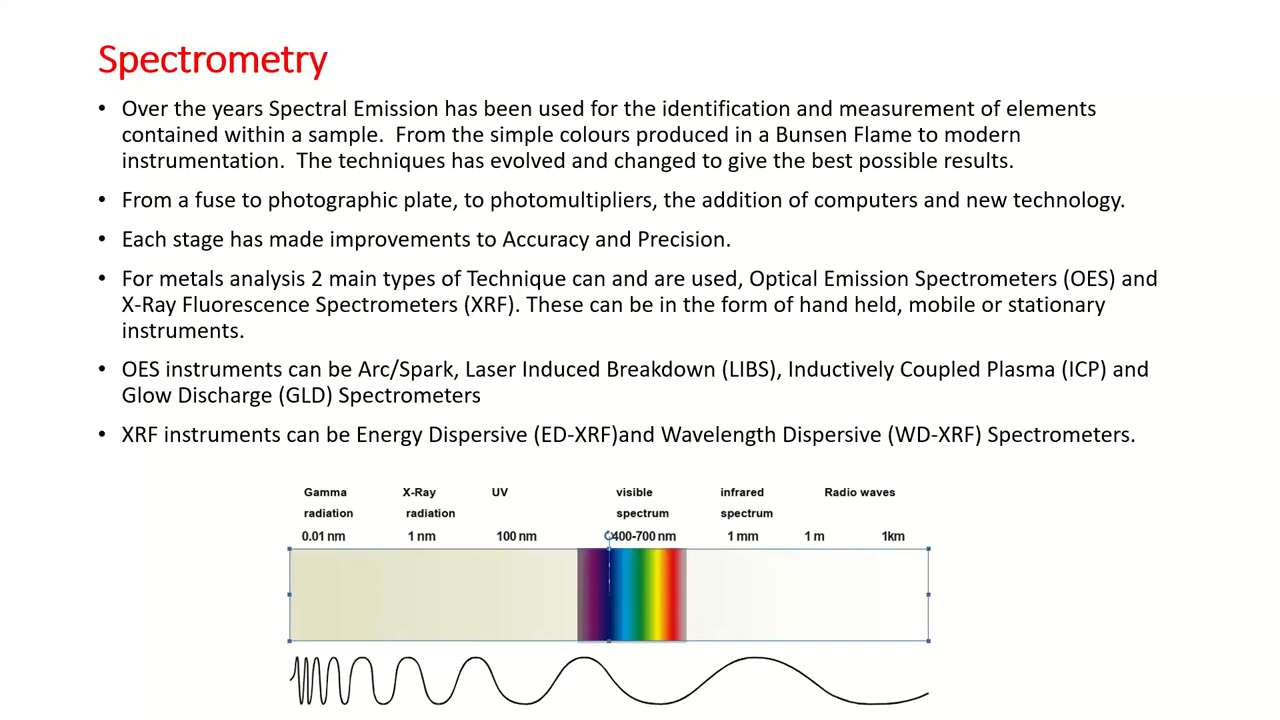 Spectrometry
• Over the years Spectral Emission has been used for the identification and measurement of elements
contained within a sample.  From the simple colours produced in a Bunsen Flame to modern
instrumentation.  The techniques has evolved and changed to give the best possible results.
• From a fuse to photographic plate, to photomultipliers, the addition of computers and new technology.
• Each stage has made improvements to Accuracy and Precision.
• For metals analysis 2 main types of Technique can and are used, Optical Emission Spectrometers (OES) and
X-Ray Fluorescence Spectrometers (XRF). These can be in the form of hand held, mobile or stationary
instruments.
• OES instruments can be Arc/Spark, Laser Induced Breakdown (LIBS), Inductively Coupled Plasma (ICP) and
Glow Discharge (GLD) Spectrometers
• XRF instruments can be Energy Dispersive (ED-XRF)and Wavelength Dispersive (WD-XRF) Spectrometers.
Gamma X-Ray UV visible infrared Radio waves
radiation radiation spectrum spectrum
0.01 nm 1 nm 100 nm 400-700 nm 1 mm 1 m 1km